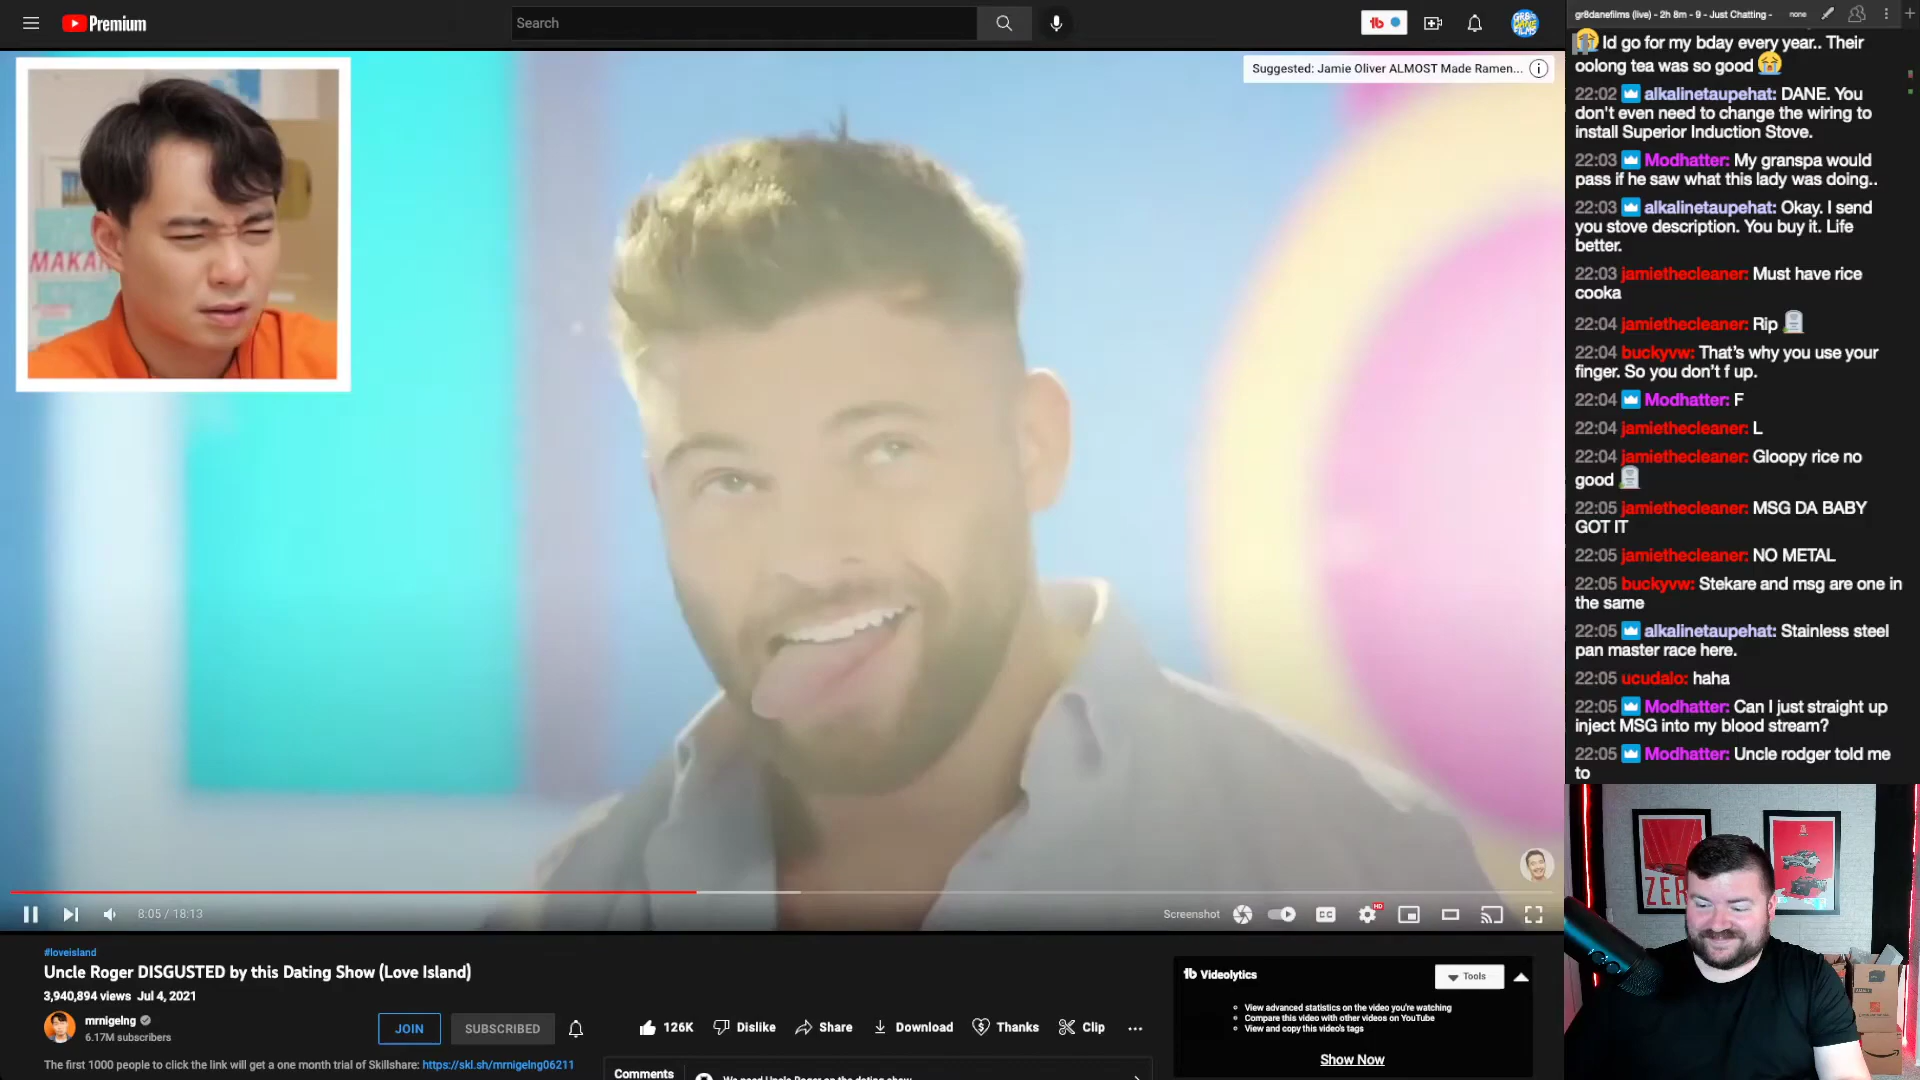 Premium
Search
gr8danefilms (live) - 2h 8m - 9 - Just Chatting -
none
Suggested: Jamie Oliver ALMOST Made Ramen...
MAKAN
Id go for my bday every year.. Their
oolong tea was so good
22:02 alkalinetaupehat: DANE. You
don't even need to change the wiring to
install Superior Induction Stove.
22:03 Modhatter: My granspa would
pass if he saw what this lady was doing..
22:03 alkalinetaupehat: Okay. I send
you stove description. You buy it. Life
better.
22:03 jamiethecleaner: Must have rice
cooka
22:04 jamiethecleaner: Rip
22:04 buckyvw: That's why you use your
finger. So you don't f up.
22:04 Modhatter: F
22:04 jamiethecleaner: L
22:04 jamiethecleaner: Gloopy rice no
good
22:05 jamiethecleaner: MSG DA BABY
GOT IT
22:05 jamiethecleaner: NO METAL
22:05 buckyvw: Stekare and msg are one in
the same
22:05 alkalinetaupehat: Stainless steel
pan master race here.
22:05 ucudalo: haha
22:05 Modhatter: Can I just straight up
inject MSG into my blood stream?
22:05 Modhatter: Uncle rodger told me
to
ZER
8:05 / 18:13
Screenshot
CC
HD
#loveisland
Uncle Roger DISGUSTED by this Dating Show (Love Island)
3,940,894 views Jul 4, 2021
mrnigelng
6.17M subscribers
JOIN
SUBSCRIBED
126K
Dislike
Share
Download
Thanks
Clip
The first 1000 people to click the link will get a one month trial of Skillshare: https://skl.sh/mrnigelng06211
Comments
We need Uncle Roger on the dating show
Videolytics
Tools
View advanced statistics on the video you're watching
Compare this video with other videos on YouTube
View and copy this video's tags
Show Now